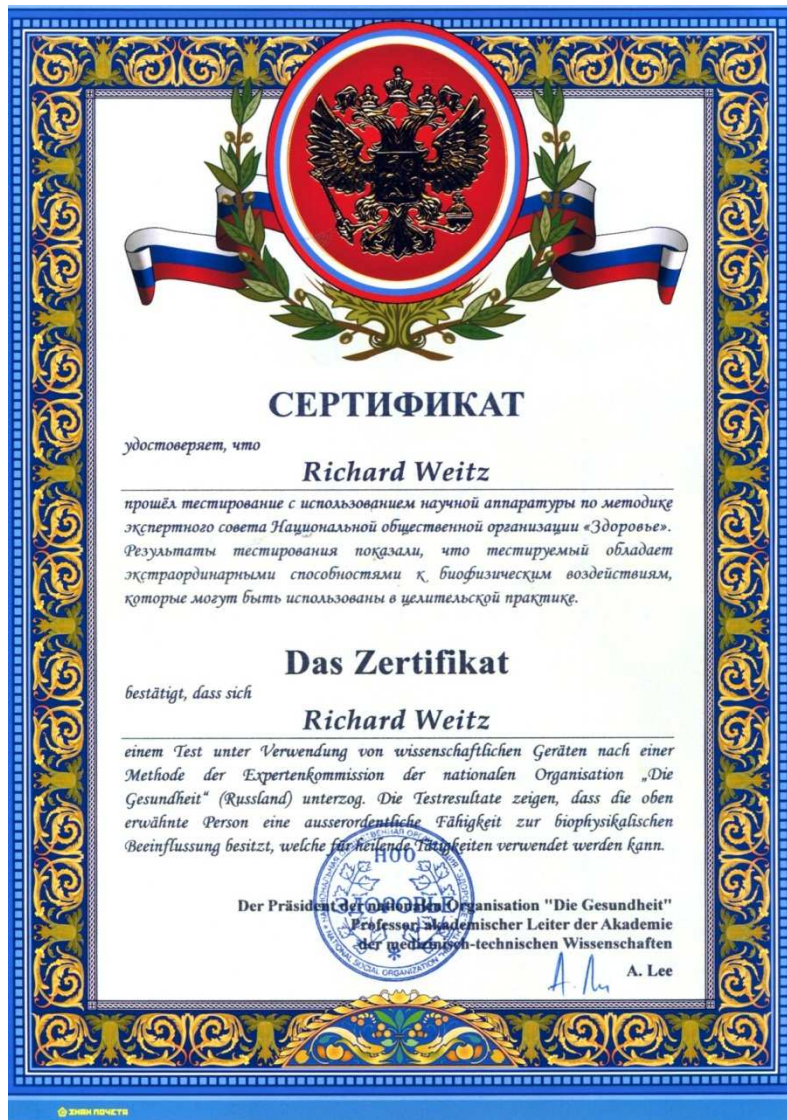 СЕРТИФИКАТ
удостоверяет, что
Richard Weitz
прошёл тестирование с использованием научной аппаратуры по методике
экспертного совета Национальной общественной организации «Здоровье».
Результаты тестирования показали, что тестируемый обладает
экстраординарными способностями к биофизическим воздействиям,
которые могут быть использованы в целительской практике.
Das Zertifikat
bestätigt, dass sich
Richard Weitz
einem Test unter Verwendung von wissenschaftlichen Geräten nach einer
Methode der Expertenkommission der nationalen Organisation „Die
Gesundheit“ (Russland) unterzog. Die Testresultate zeigen, dass die oben
erwähnte Person eine ausserordentliche Fähigkeit zur biophysikalischen
Beeinflussung besitzt, welche für heilende Tätigkeiten verwendet werden kann.
НОО
ЗДОРОВЬЕ
NATIONAL SOCIAL ORGANIZATION
Der Präsident der nationalen Organisation "Die Gesundheit"
Professor, akademischer Leiter der Akademie
der medizinisch-technischen Wissenschaften
A. Lee
ЗНАК ПОЧЕТА